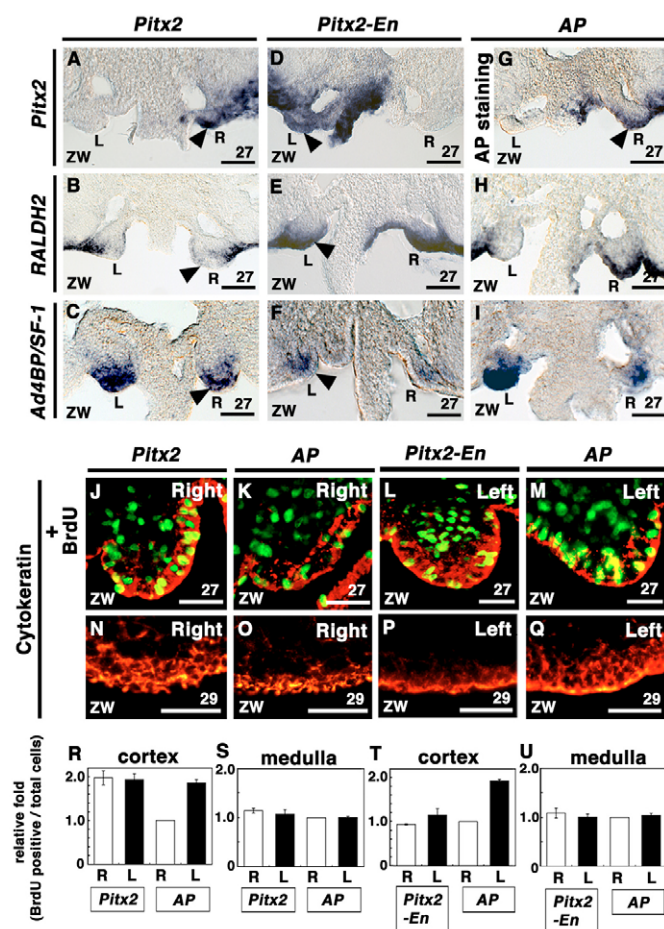 Pitx2 Pitx2-En AP
Pitx2
A
L
R
ZW
27
D
L
R
ZW
27
AP staining
G
L
R
ZW
27
RALDH2
B
L
R
ZW
27
E
L
R
ZW
27
H
L
R
ZW
27
Ad4BP/SF-1
C
L
R
ZW
27
F
L
R
ZW
27
I
L
R
ZW
27
Pitx2 AP Pitx2-En AP
Cytokeratin + BrdU
J Right
ZW 27
K Right
ZW 27
L Left
ZW 27
M Left
ZW 27
N Right
ZW 29
O Right
ZW 29
P Left
ZW 29
Q Left
ZW 29
relative fold
(BrdU positive / total cells)
R cortex
2.0
1.0
0
R L R L
Pitx2 AP
S medulla
2.0
1.0
0
R L R L
Pitx2 AP
T cortex
2.0
1.0
0
R L R L
Pitx2
-En
AP
U medulla
2.0
1.0
0
R L R L
Pitx2
-En
AP